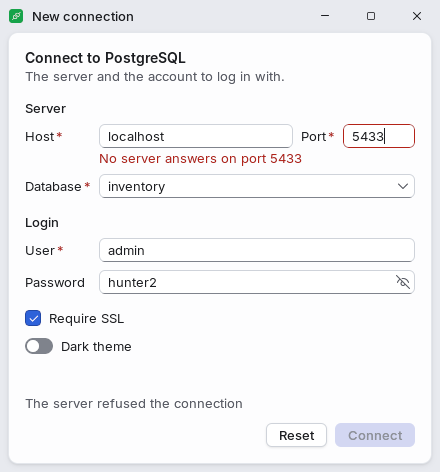 New connection
Connect to PostgreSQL
The server and the account to log in with.
Server
Host* localhost Port* 5433
No server answers on port 5433
Database* inventory
Login
User* admin
Password hunter2
Require SSL
Dark theme
The server refused the connection
Reset Connect